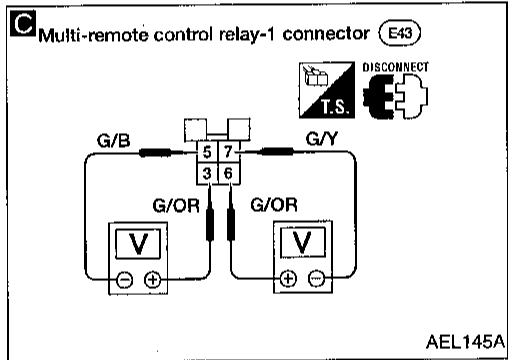 C Multi-remote control relay-1 connector E43
DISCONNECT
T.S.
G/B 5 7 G/Y
3 6
G/OR G/OR
V V
− + + −
AEL145A